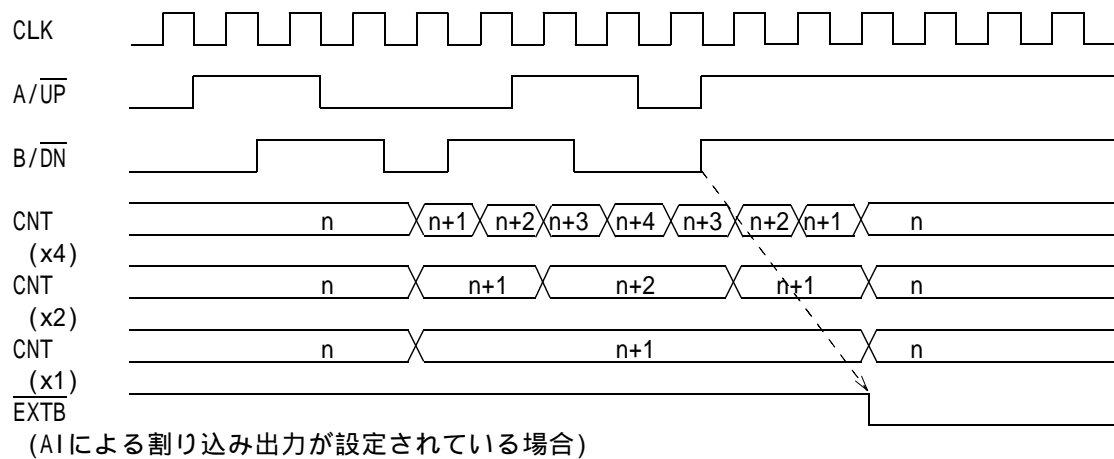 CLK
A/UP
B/DN
CNT n n+1 n+2 n+3 n+4 n+3 n+2 n+1 n
(x4)
CNT n n+1 n+2 n+1 n
(x2)
CNT n n+1 n
(x1)
EXTB
(AIによる割り込み出力が設定されている場合)